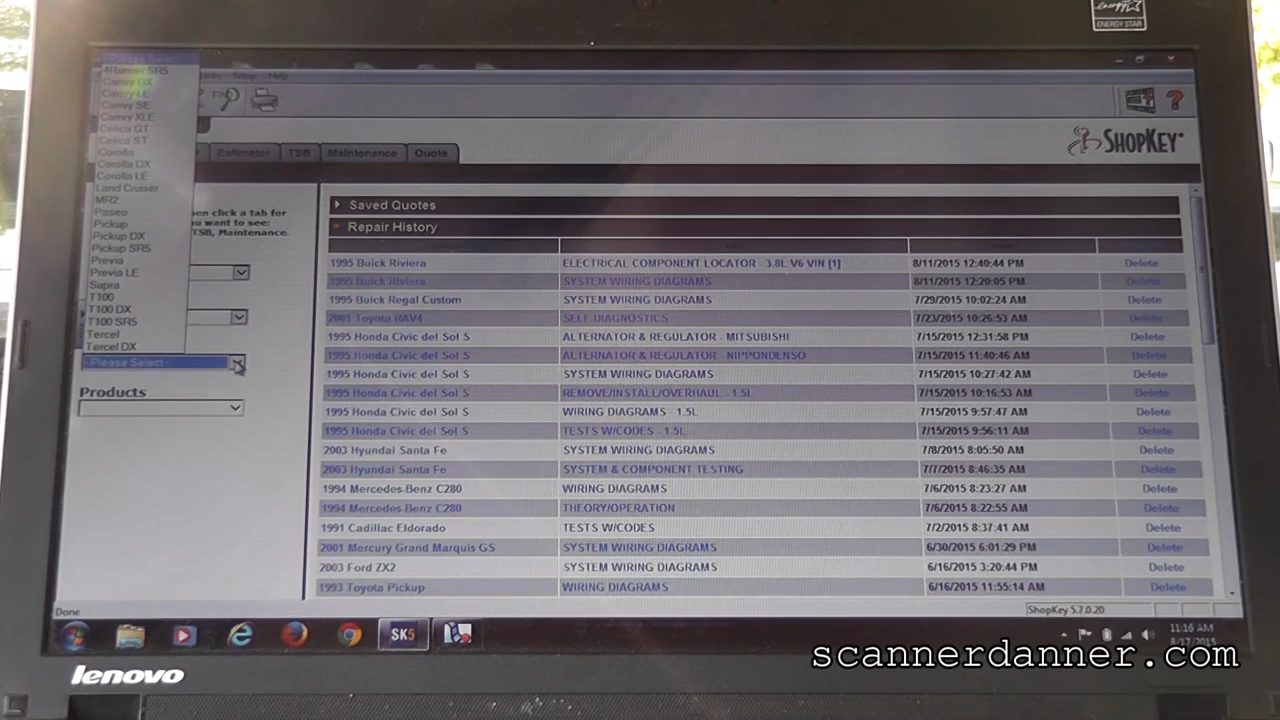 ENERGY STAR
Setup Help
4Runner SR5
Camry DX
Camry LE
Camry SE
Camry XLE
Celica GT
Celica ST
Corolla
Corolla DX
Corolla LE
Land Cruiser
MR2
Paseo
Pickup
Pickup DX
Pickup SR5
Previa
Previa LE
Supra
T100
T100 DX
T100 SR5
Tercel
Tercel DX
- Please Select -
Products
Estimator TSB Maintenance Quote
SHOPKEY
click a tab for
want to see:
TSB, Maintenance.
Saved Quotes
Repair History
1995 Buick Riviera ELECTRICAL COMPONENT LOCATOR - 3.8L V6 VIN [1] 8/11/2015 12:40:44 PM Delete
1995 Buick Riviera SYSTEM WIRING DIAGRAMS 8/11/2015 12:20:05 PM Delete
1995 Buick Regal Custom SYSTEM WIRING DIAGRAMS 7/29/2015 10:02:24 AM Delete
2001 Toyota RAV4 SELF DIAGNOSTICS 7/23/2015 10:26:53 AM Delete
1995 Honda Civic del Sol S ALTERNATOR & REGULATOR - MITSUBISHI 7/15/2015 12:31:58 PM Delete
1995 Honda Civic del Sol S ALTERNATOR & REGULATOR - NIPPONDENSO 7/15/2015 11:40:46 AM Delete
1995 Honda Civic del Sol S SYSTEM WIRING DIAGRAMS 7/15/2015 10:27:42 AM Delete
1995 Honda Civic del Sol S REMOVE/INSTALL/OVERHAUL - 1.5L 7/15/2015 10:16:53 AM Delete
1995 Honda Civic del Sol S WIRING DIAGRAMS - 1.5L 7/15/2015 9:57:47 AM Delete
1995 Honda Civic del Sol S TESTS W/CODES - 1.5L 7/15/2015 9:56:11 AM Delete
2003 Hyundai Santa Fe SYSTEM WIRING DIAGRAMS 7/8/2015 8:05:50 AM Delete
2003 Hyundai Santa Fe SYSTEM & COMPONENT TESTING 7/7/2015 8:46:35 AM Delete
1994 Mercedes-Benz C280 WIRING DIAGRAMS 7/6/2015 8:23:27 AM Delete
1994 Mercedes-Benz C280 THEORY/OPERATION 7/6/2015 8:22:55 AM Delete
1991 Cadillac Eldorado TESTS W/CODES 7/2/2015 8:37:41 AM Delete
2001 Mercury Grand Marquis GS SYSTEM WIRING DIAGRAMS 6/30/2015 6:01:29 PM Delete
2003 Ford ZX2 SYSTEM WIRING DIAGRAMS 6/16/2015 3:20:44 PM Delete
1993 Toyota Pickup WIRING DIAGRAMS 6/16/2015 11:55:14 AM Delete
Done ShopKey 5.7.0.20
SK5
11:16 AM
8/17/2015
lenovo
scannerdanner.com